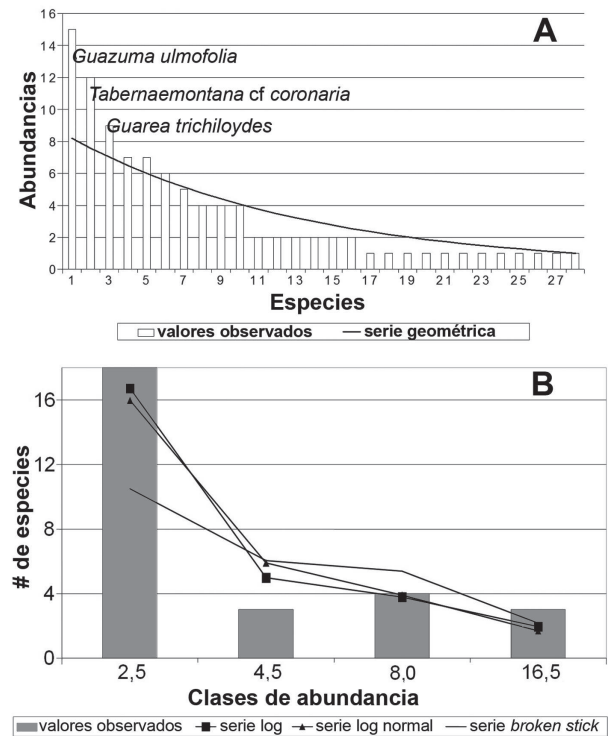 A
16
14
12
10
8
6
4
2
0
Abundancias
Guazuma ulmofolia
Tabernaemontana cf coronaria
Guarea trichiloydes
1 3 5 7 9 11 13 15 17 19 21 23 25 27
Especies
valores observados serie geométrica
B
16
12
8
4
0
# de especies
2,5 4,5 8,0 16,5
Clases de abundancia
valores observados serie log serie log normal serie broken stick